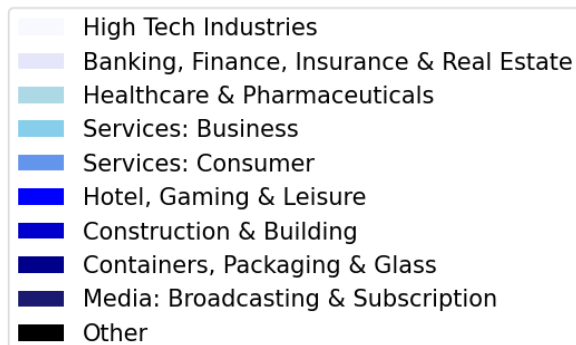 High Tech Industries
Banking, Finance, Insurance & Real Estate
Healthcare & Pharmaceuticals
Services: Business
Services: Consumer
Hotel, Gaming & Leisure
Construction & Building
Containers, Packaging & Glass
Media: Broadcasting & Subscription
Other